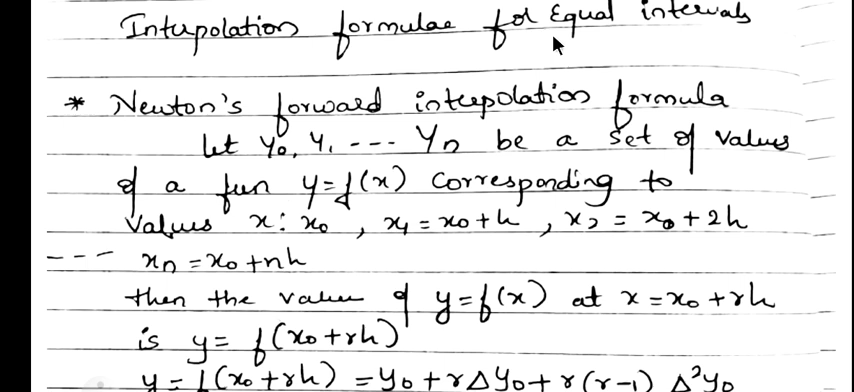 Interpolation formulae for Equal intervals
* Newton's forward interpolation formula
Let y₀, y₁ --- yₙ be a set of values
of a fun y=f(x) corresponding to
values x: x₀, x₁ = x₀+h, x₂ = x₀+2h
--- xₙ = x₀+nh
then the value of y=f(x) at x=x₀+rh
is y= f(x₀+rh)
y = f(x₀+rh) = y₀+rΔy₀+ r(r-1) Δ²y₀